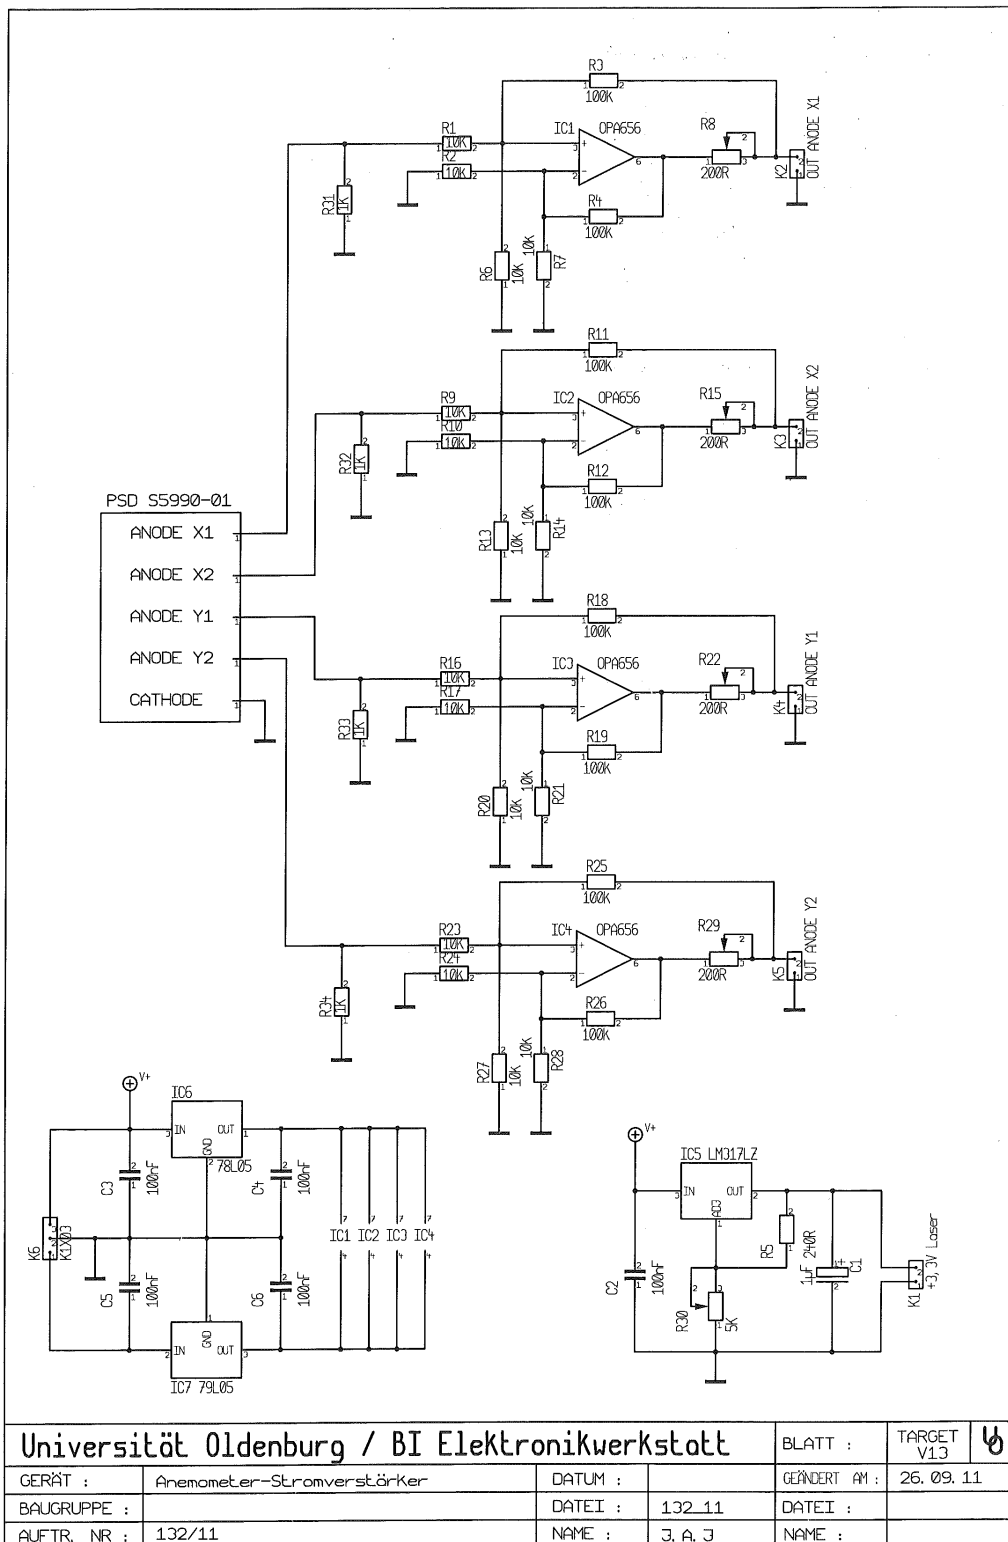 R3
100K
IC1 OPA656
R1
10K
R2
10K
R8
200R
K2
OUT ANODE X1
R31
1K
R4
100K
R6
10K
10K
R7
R11
100K
IC2 OPA656
R9
10K
R10
10K
R15
200R
K3
OUT ANODE X2
R32
1K
R12
100K
R13
10K
10K
R14
PSD S5990-01
ANODE X1
ANODE X2
ANODE Y1
ANODE Y2
CATHODE
R18
100K
IC3 OPA656
R16
10K
R17
10K
R22
200R
K4
OUT ANODE Y1
R33
1K
R19
100K
R20
10K
10K
R21
R25
100K
IC4 OPA656
R23
10K
R24
10K
R29
200R
K5
OUT ANODE Y2
R34
1K
R26
100K
R27
10K
10K
R28
V+
IC6
IN OUT
GND
78L05
C3
100nF
C4
100nF
K6
K1X03
IC1 IC2 IC3 IC4
C5
100nF
C6
100nF
GND
IN OUT
IC7 79L05
V+
IC5 LM317LZ
IN OUT
ADJ
R5
240R
C1
1µF
C2
100nF
R30
5K
K1
+3,3V Laser
Universität Oldenburg / BI Elektronikwerkstatt
BLATT :
TARGET V13
GERÄT : Anemometer-Stromverstärker
DATUM :
GEÄNDERT AM : 26.09.11
BAUGRUPPE :
DATEI : 132_11
DATEI :
AUFTR. NR : 132/11
NAME : J.A.J
NAME :